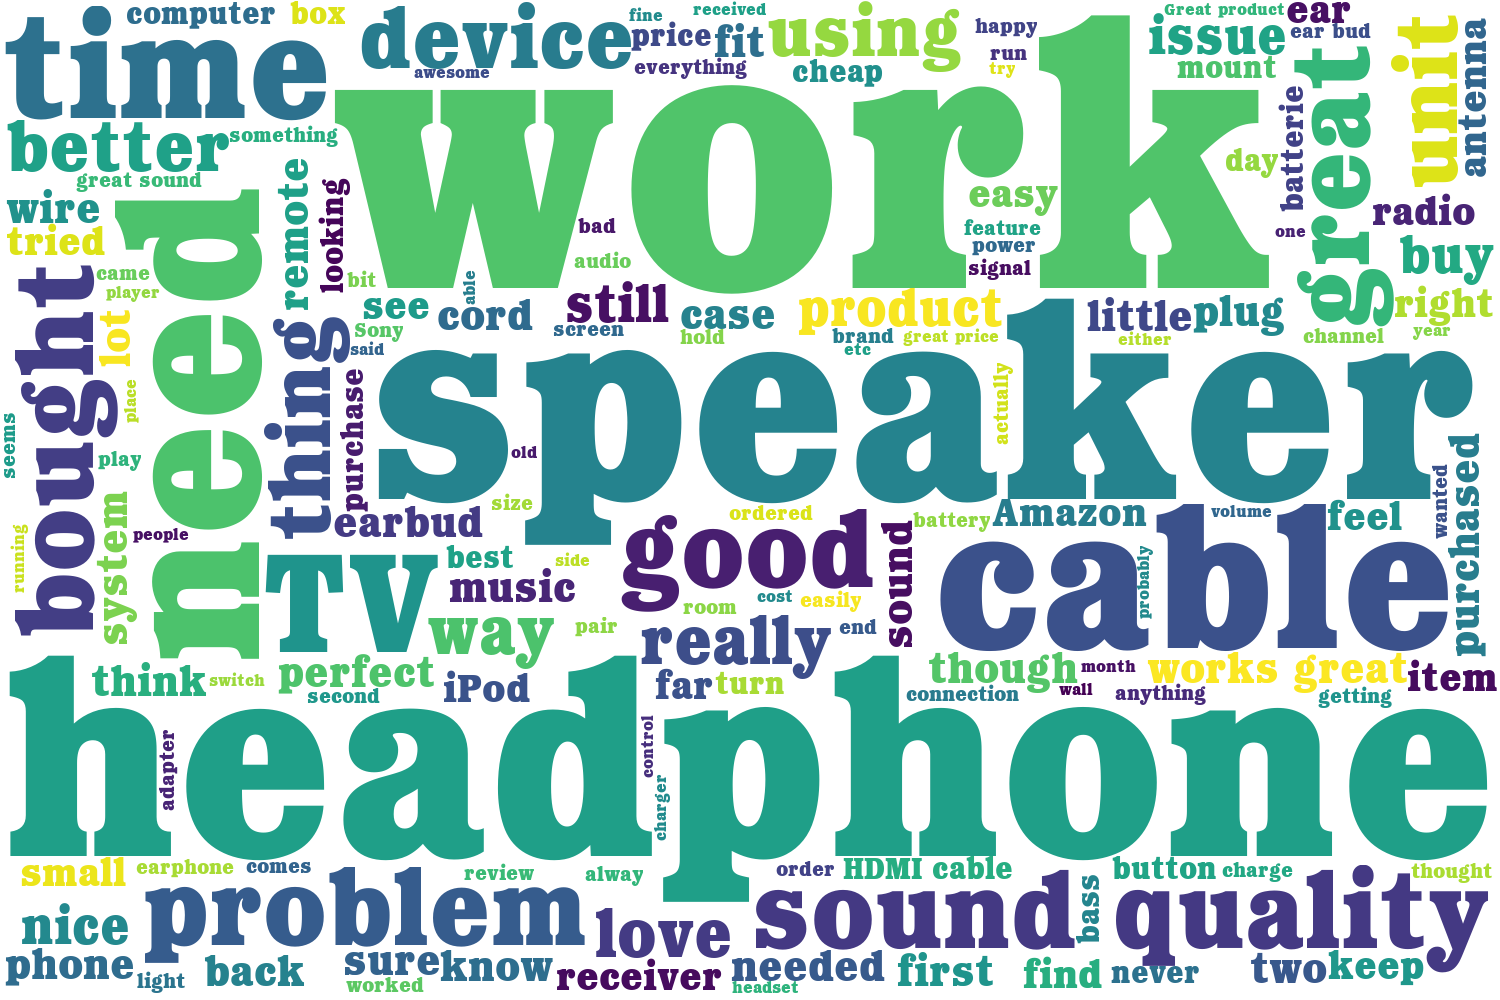 computer
box
time
device
awesome
fine
received
price
fit
everything
using
cheap
happy
run
try
Great product
ear
ear bud
issue
mount
unit
antenna
great
batterie
day
work
better
something
great sound
wire
tried
need
remote
looking
bad
audio
easy
feature
power
signal
one
radio
buy
right
year
channel
came
player
bought
lot
place
seems
play
system
running
people
thing
bit
see
Sony
said
able
cord
still
screen
case
hold
product
brand
great price
etc
little
either
plug
purchase
speaker
old
actually
size
earbud
ordered
battery
Amazon
volume
feel
wanted
purchased
TV
best
music
side
good
room
cost
easily
sound
cable
probably
way
pair
really
end
think
switch
perfect
second
iPod
far
turn
though
connection
month
wall
anything
works great
getting
item
headphone
adapter
control
charger
small
earphone
comes
review
alway
order
HDMI cable
button
charge
thought
nice
problem
love
sound quality
bass
phone
light
back
sure
worked
know
receiver
needed
headset
first
find
never
two
keep